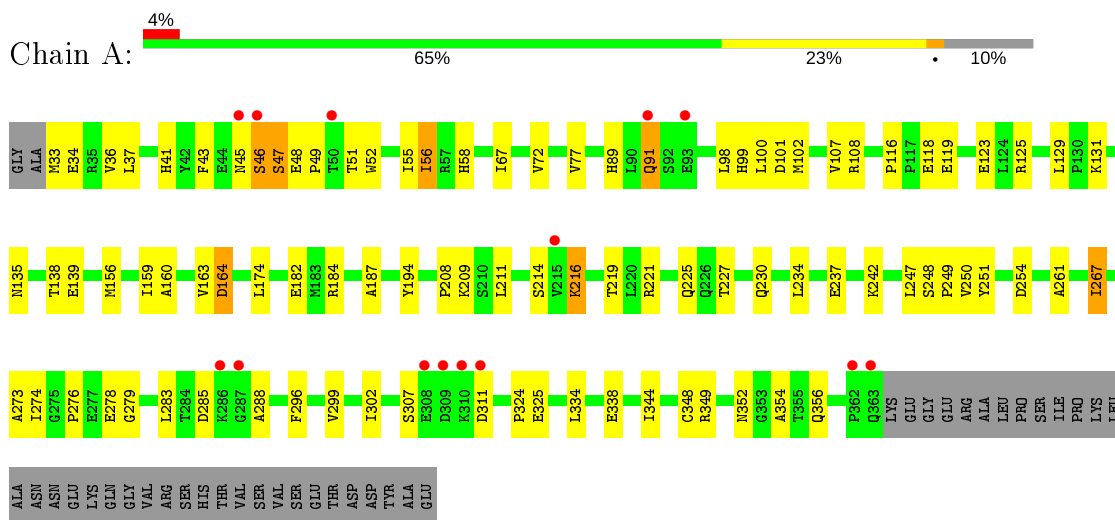 4%
Chain A:
65% 23% • 10%
GLY ALA M33 E34 R35 V36 L37 H41 Y42 F43 E44 N45 S46 S47 E48 P49 T50 T51 W52 I55 I56 R57 H58 I67 V72 V77 H89 L90 Q91 S92 E93 L98 H99 L100 D101 M102 V107 R108 P116 P117 E118 E119 E123 L124 R125 L129 P130 K131
N135 T138 E139 M156 I159 A160 V163 D164 L174 E182 M183 R184 A187 Y194 P208 K209 S210 L211 S214 V215 K216 T219 L220 R221 Q225 Q226 T227 Q230 L234 E237 K242 L247 S248 P249 V250 Y251 D254 A261 I267
A273 I274 G275 P276 E277 E278 G279 L283 T284 D285 K286 G287 A288 F296 V299 I302 S307 E308 D309 K310 D311 P324 E325 L334 E338 I344 C348 R349 N352 G353 A354 T355 Q356 P362 Q363 LYS GLU GLY GLU ARG ALA LEU PRO SER ILE PRO LYS LEU
ALA ASN ASN GLU LYS GLN GLY VAL ARG SER HIS THR VAL SER VAL SER GLU THR ASP ASP TYR ALA GLU